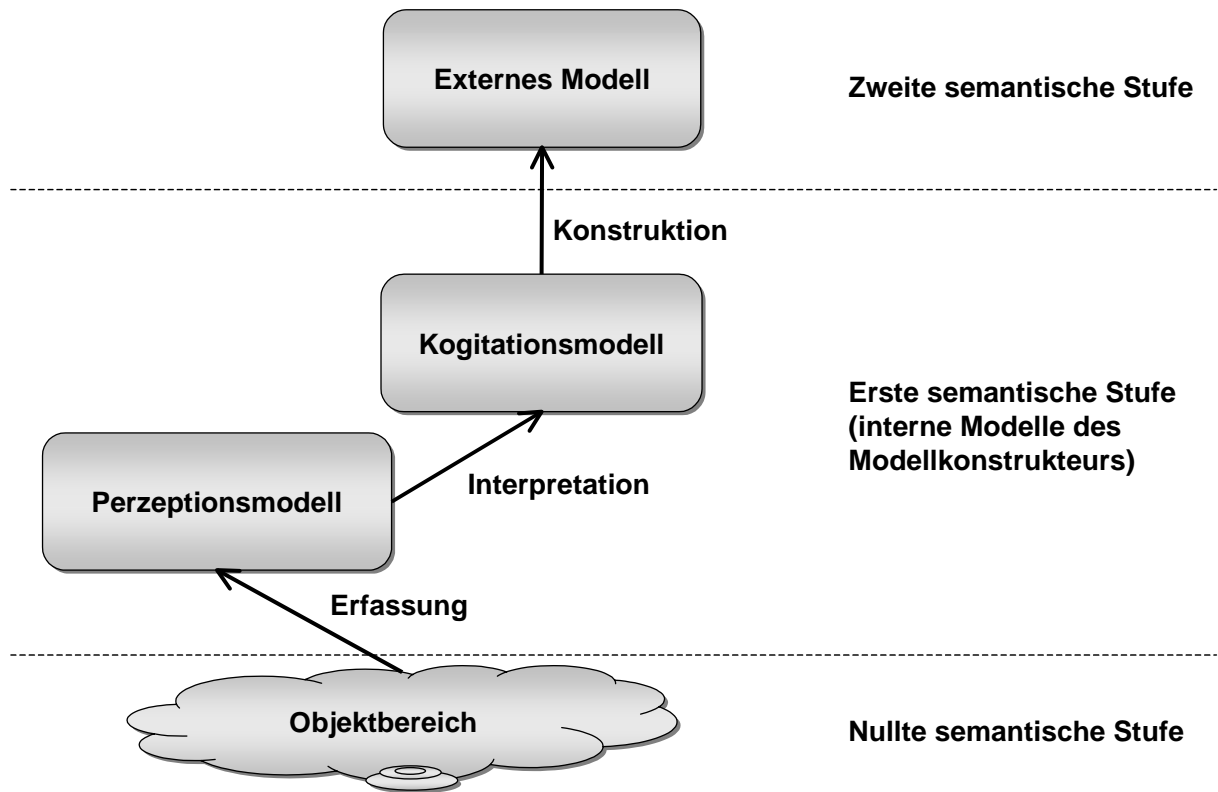 Externes Modell
Zweite semantische Stufe
Konstruktion
Kogitationsmodell
Erste semantische Stufe
(interne Modelle des
Modellkonstrukteurs)
Interpretation
Perzeptionsmodell
Erfassung
Objektbereich
Nullte semantische Stufe